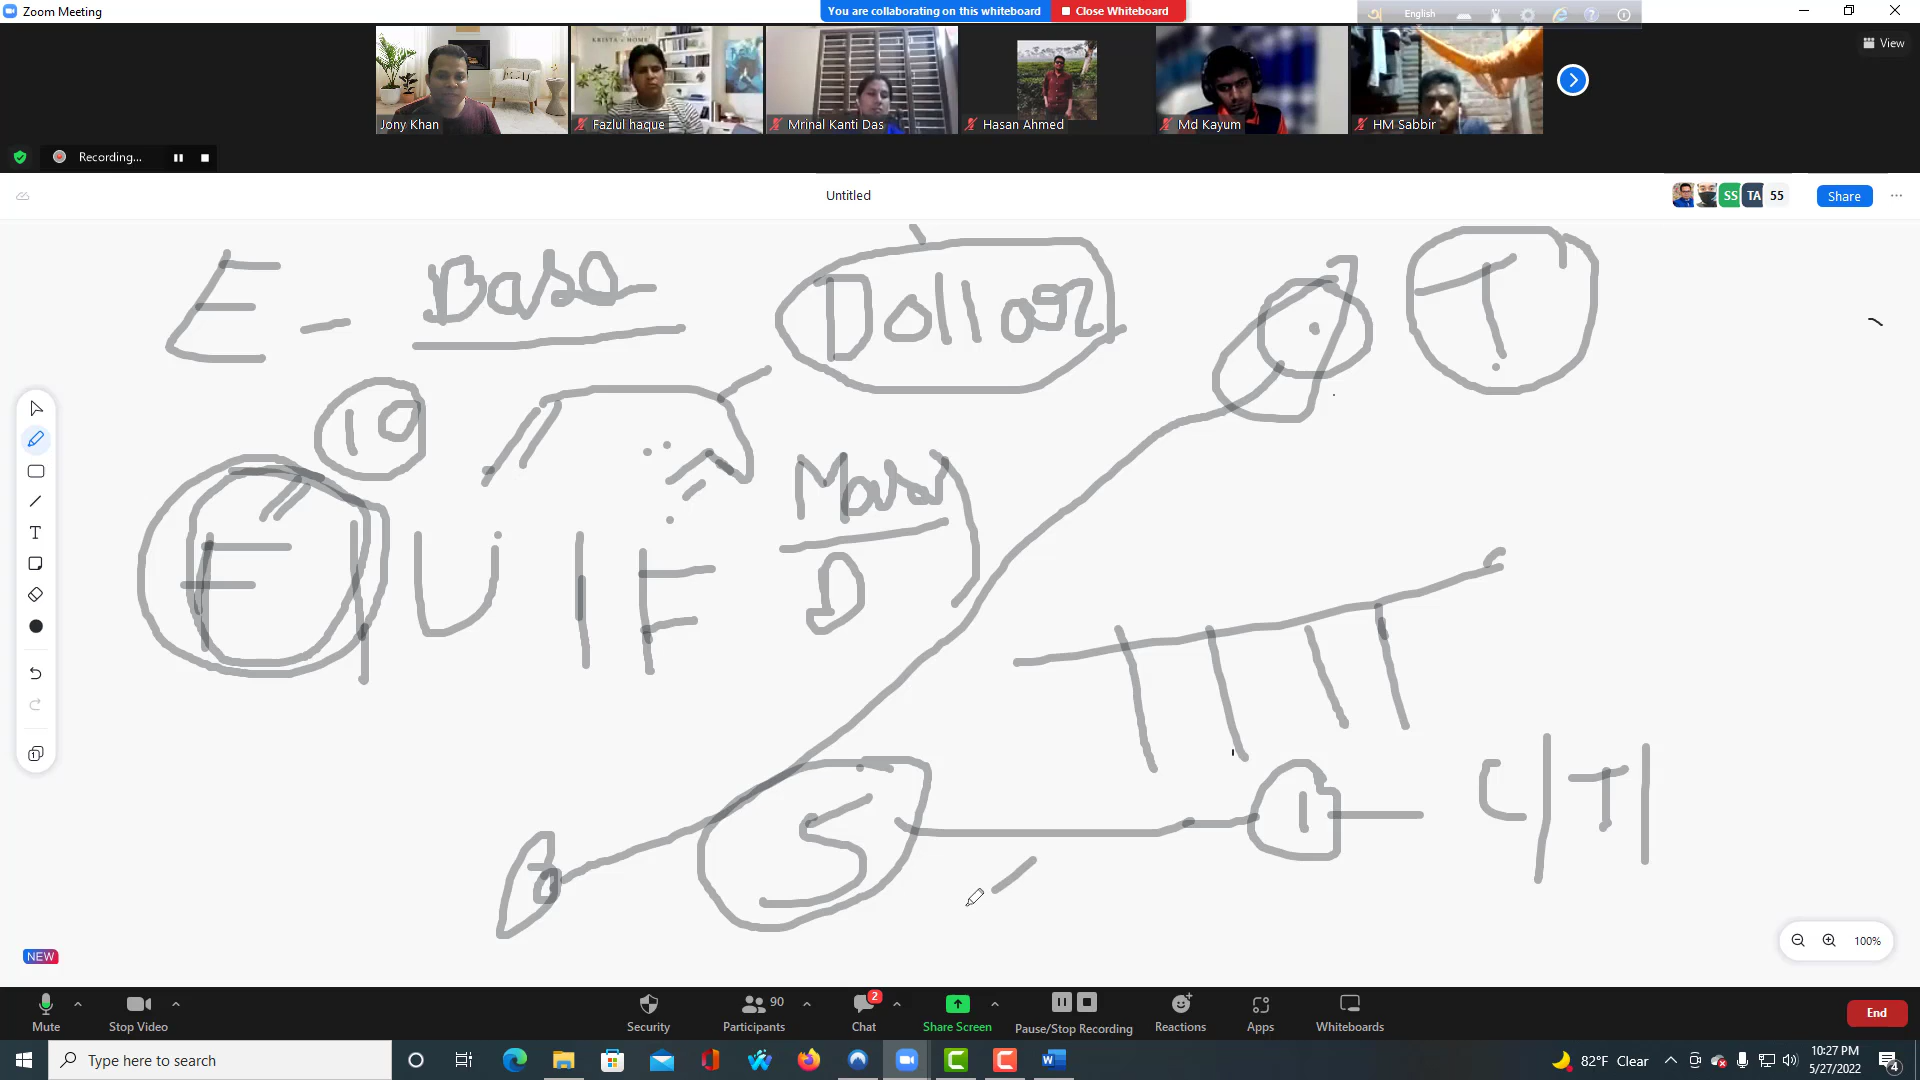 Zoom Meeting
You are collaborating on this whiteboard
Close Whiteboard
English
KRISTA HOME
View
Jony Khan
Fazlul haque
Mrinal Kanti Das
Hasan Ahmed
Md Kayum
HM Sabbir
Recording...
Untitled
SS TA 55
Share
E - Base
Dollar
T
10
E U I F
D
S
1
C | T |
T
NEW
100%
Mute
Stop Video
Security
Participants 90
Chat 2
Share Screen
Pause/Stop Recording
Reactions
Apps
Whiteboards
End
Type here to search
82°F Clear
10:27 PM
5/27/2022
4